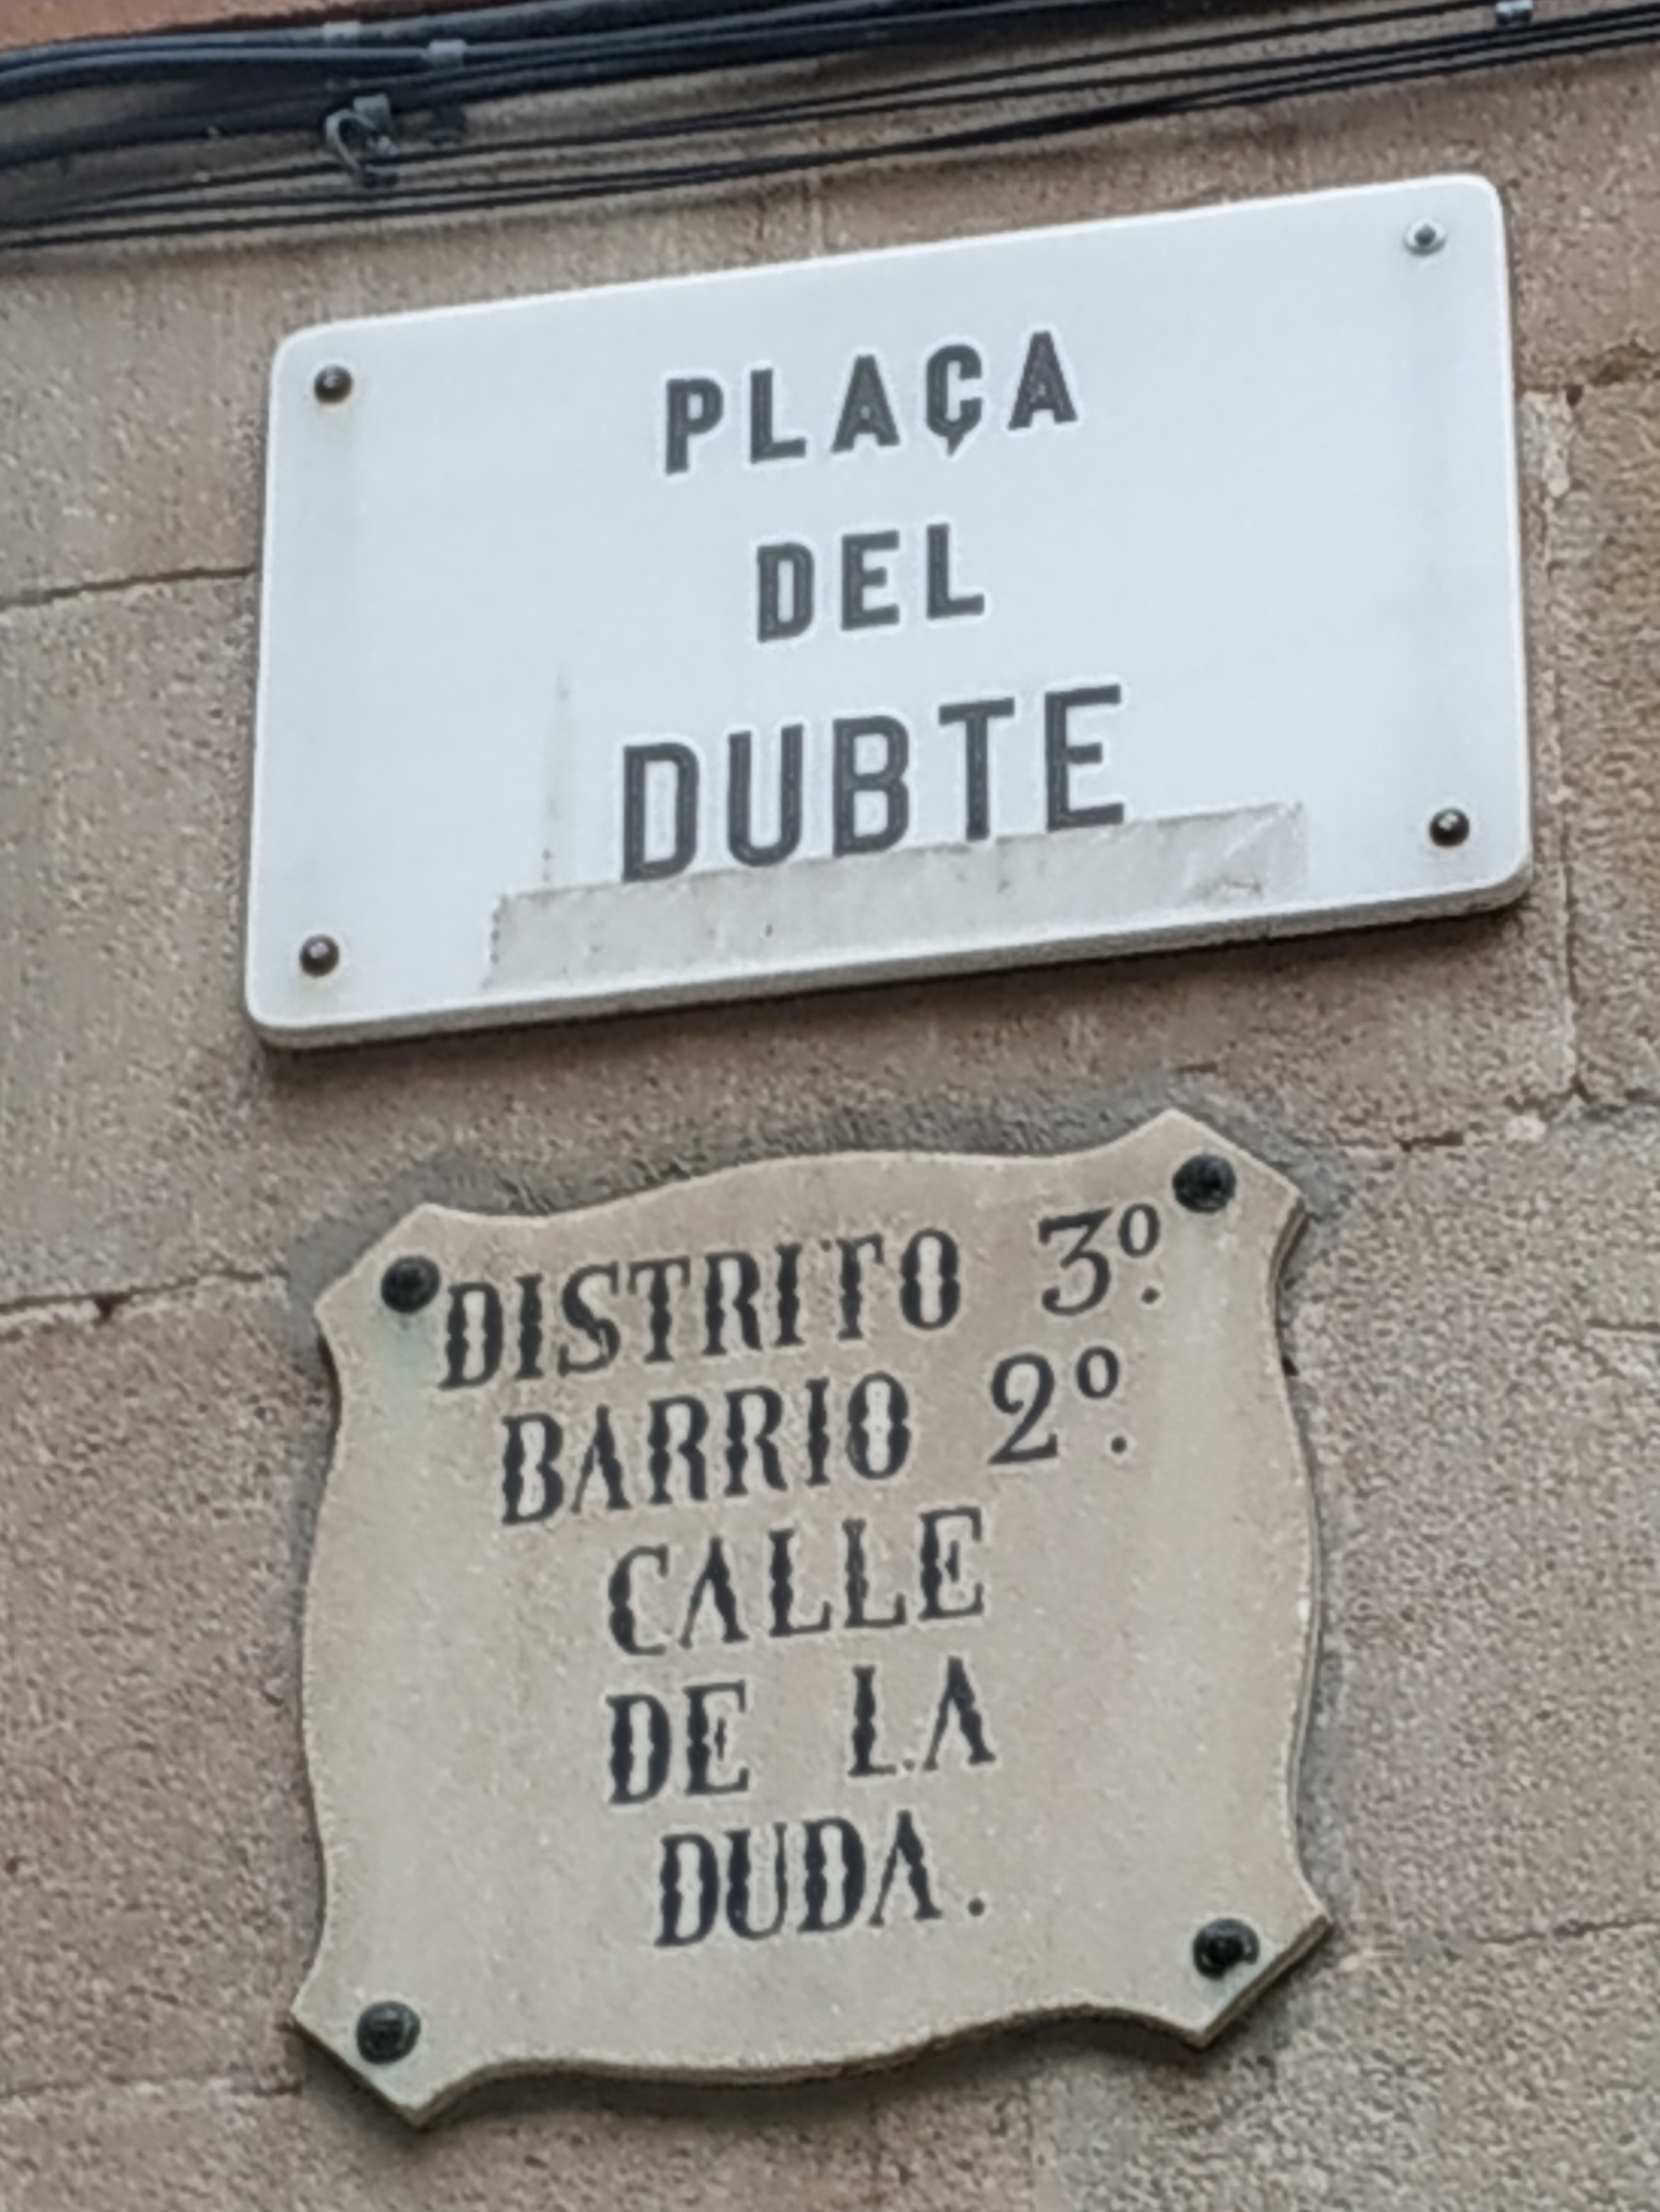 PLAÇA
DEL
DUBTE
DISTRITO 3º.
BARRIO 2º.
CALLE
DE LA
DUDA.